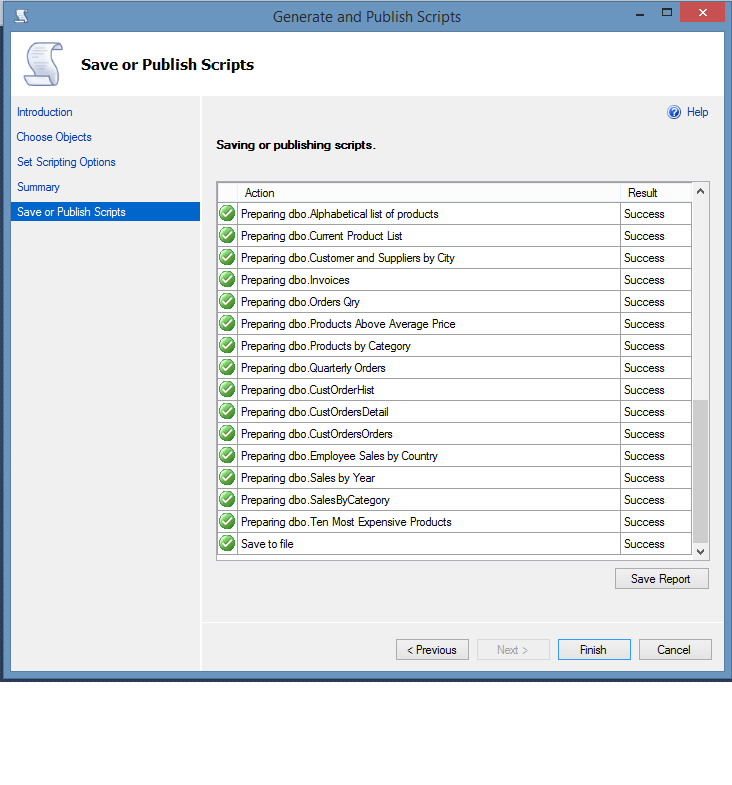 Generate and Publish Scripts
Save or Publish Scripts
Introduction
Choose Objects
Set Scripting Options
Summary
Save or Publish Scripts
Help
Saving or publishing scripts.
Action Result
Preparing dbo.Alphabetical list of products Success
Preparing dbo.Current Product List Success
Preparing dbo.Customer and Suppliers by City Success
Preparing dbo.Invoices Success
Preparing dbo.Orders Qry Success
Preparing dbo.Products Above Average Price Success
Preparing dbo.Products by Category Success
Preparing dbo.Quarterly Orders Success
Preparing dbo.CustOrderHist Success
Preparing dbo.CustOrdersDetail Success
Preparing dbo.CustOrdersOrders Success
Preparing dbo.Employee Sales by Country Success
Preparing dbo.Sales by Year Success
Preparing dbo.SalesByCategory Success
Preparing dbo.Ten Most Expensive Products Success
Save to file Success
Save Report
< Previous Next > Finish Cancel